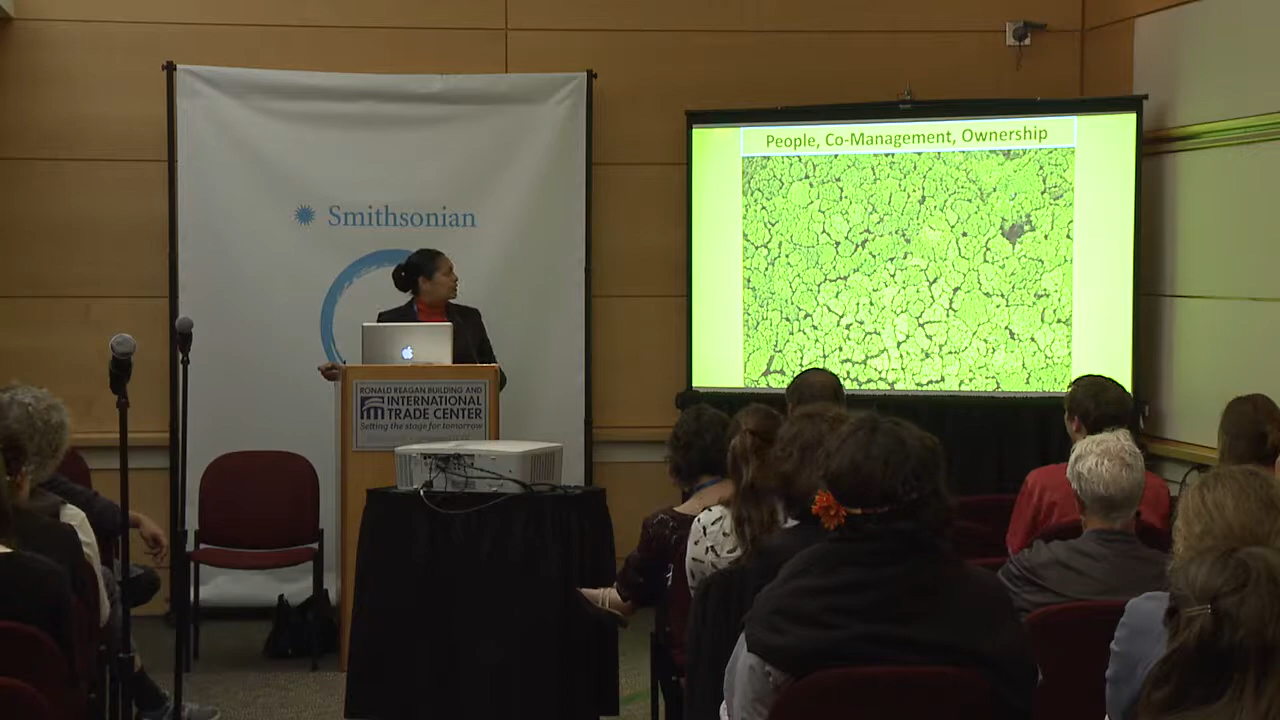 Smithsonian
People, Co-Management, Ownership
RONALD REAGAN BUILDING AND
INTERNATIONAL
TRADE CENTER
Setting the stage for tomorrow